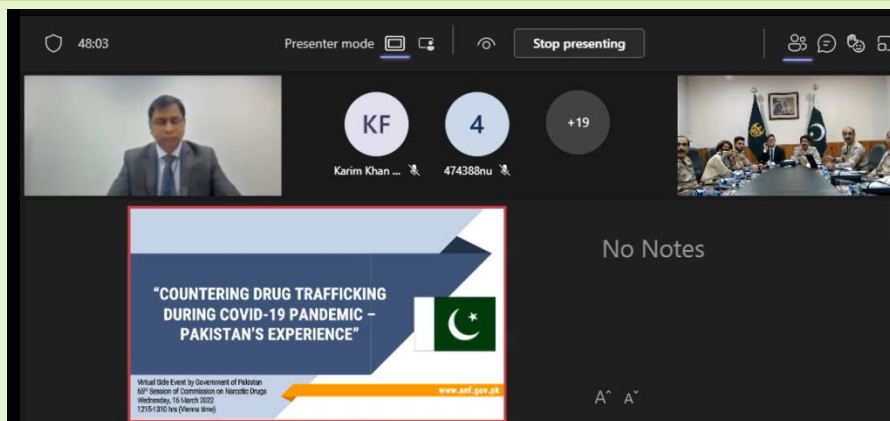 48:03
Presenter mode
Stop presenting
KF
4
+19
Karim Khan ...
474388nu
No Notes
“COUNTERING DRUG TRAFFICKING
DURING COVID-19 PANDEMIC –
PAKISTAN’S EXPERIENCE”
Virtual Side Event by Government of Pakistan
65th Session of Commission on Narcotic Drugs
Wednesday, 16 March 2022
1215-1310 hrs (Vienna time)
www.anf.gov.pk
A^ Aˇ